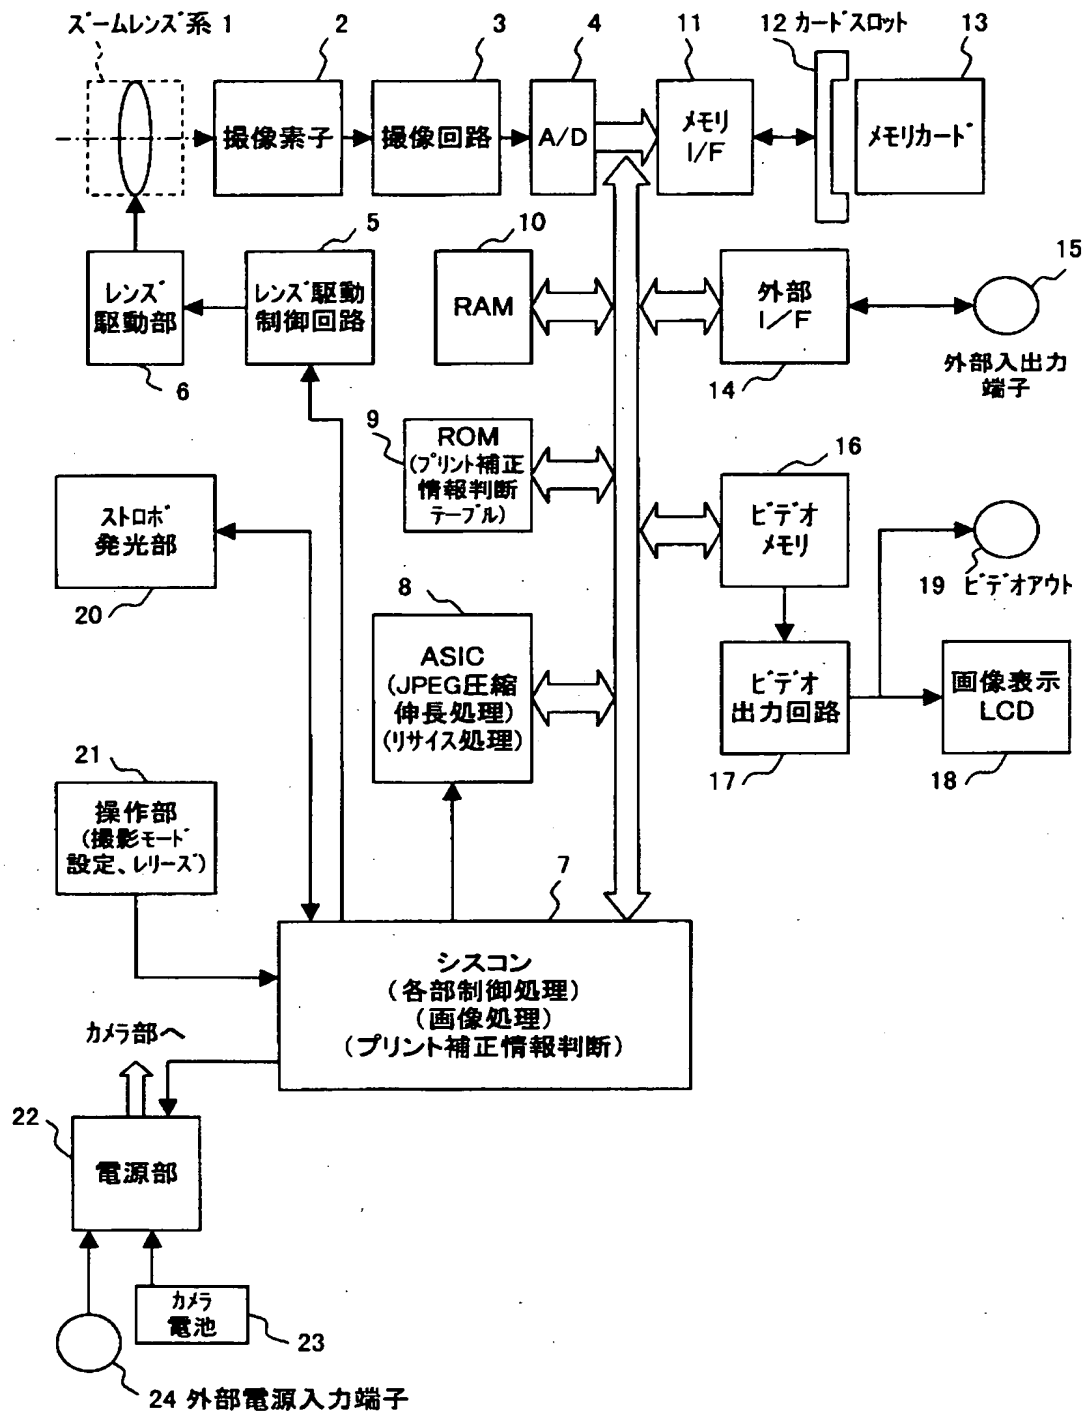 ズームレンズ系 1
2
3
4
11
12 カードスロット
13
撮像素子
撮像回路
A/D
メモリ
I/F
メモリカード
5
10
15
レンズ
駆動部
レンズ駆動
制御回路
RAM
外部
I/F
6
14
外部入出力
端子
9
ROM
(プリント補正
情報判断
テーブル)
16
ストロボ
発光部
ビデオ
メモリ
20
8
19 ビデオアウト
ASIC
(JPEG圧縮
伸長処理)
(リサイス処理)
ビデオ
出力回路
画像表示
LCD
21
17
18
操作部
(撮影モード
設定、レリーズ)
7
シスコン
(各部制御処理)
(画像処理)
(プリント補正情報判断)
カメラ部へ
22
電源部
カメラ
電池
23
24 外部電源入力端子